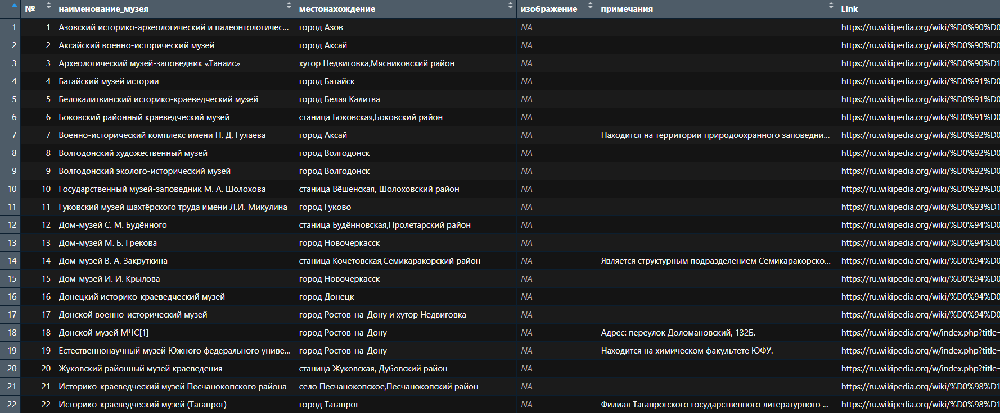 № наименование_музея местонахождение изображение примечания Link
1 1 Азовский историко-археологический и палеонтологичес... город Азов NA https://ru.wikipedia.org/wiki/%D0%90%D0
2 2 Аксайский военно-исторический музей город Аксай NA https://ru.wikipedia.org/wiki/%D0%90%D0
3 3 Археологический музей-заповедник «Танаис» хутор Недвиговка,Мясниковский район NA https://ru.wikipedia.org/wiki/%D0%90%D1
4 4 Батайский музей истории город Батайск NA https://ru.wikipedia.org/wiki/%D0%91%D0
5 5 Белокалитвинский историко-краеведческий музей город Белая Калитва NA https://ru.wikipedia.org/wiki/%D0%91%D0
6 6 Боковский районный краеведческий музей станица Боковская,Боковский район NA https://ru.wikipedia.org/wiki/%D0%91%D0
7 7 Военно-исторический комплекс имени Н. Д. Гулаева город Аксай NA Находится на территории природоохранного заповедни... https://ru.wikipedia.org/wiki/%D0%92%D0
8 8 Волгодонский художественный музей город Волгодонск NA https://ru.wikipedia.org/wiki/%D0%92%D0
9 9 Волгодонский эколого-исторический музей город Волгодонск NA https://ru.wikipedia.org/wiki/%D0%92%D0
10 10 Государственный музей-заповедник М. А. Шолохова станица Вёшенская, Шолоховский район NA https://ru.wikipedia.org/wiki/%D0%93%D0
11 11 Гуковский музей шахтёрского труда имени Л.И. Микулина город Гуково NA https://ru.wikipedia.org/wiki/%D0%93%D1
12 12 Дом-музей С. М. Будённого станица Будённовская,Пролетарский район NA https://ru.wikipedia.org/wiki/%D0%94%D0
13 13 Дом-музей М. Б. Грекова город Новочеркасск NA https://ru.wikipedia.org/wiki/%D0%94%D0
14 14 Дом-музей В. А. Закруткина станица Кочетовская,Семикаракорский район NA Является структурным подразделением Семикаракорско... https://ru.wikipedia.org/wiki/%D0%94%D0
15 15 Дом-музей И. И. Крылова город Новочеркасск NA https://ru.wikipedia.org/wiki/%D0%94%D0
16 16 Донецкий историко-краеведческий музей город Донецк NA https://ru.wikipedia.org/wiki/%D0%94%D0
17 17 Донской военно-исторический музей город Ростов-на-Дону и хутор Недвиговка NA https://ru.wikipedia.org/wiki/%D0%94%D0
18 18 Донской музей МЧС[1] город Ростов-на-Дону NA Адрес: переулок Доломановский, 132Б. https://ru.wikipedia.org/w/index.php?title=
19 19 Естественнонаучный музей Южного федерального униве... город Ростов-на-Дону NA Находится на химическом факультете ЮФУ. https://ru.wikipedia.org/w/index.php?title=
20 20 Жуковский районный музей краеведения станица Жуковская, Дубовский район NA https://ru.wikipedia.org/w/index.php?title=
21 21 Историко-краеведческий музей Песчанокопского района село Песчанокопское,Песчанокопский район NA https://ru.wikipedia.org/wiki/%D0%98%D1
22 22 Историко-краеведческий музей (Таганрог) город Таганрог NA Филиал Таганрогского государственного литературного ... https://ru.wikipedia.org/wiki/%D0%98%D1